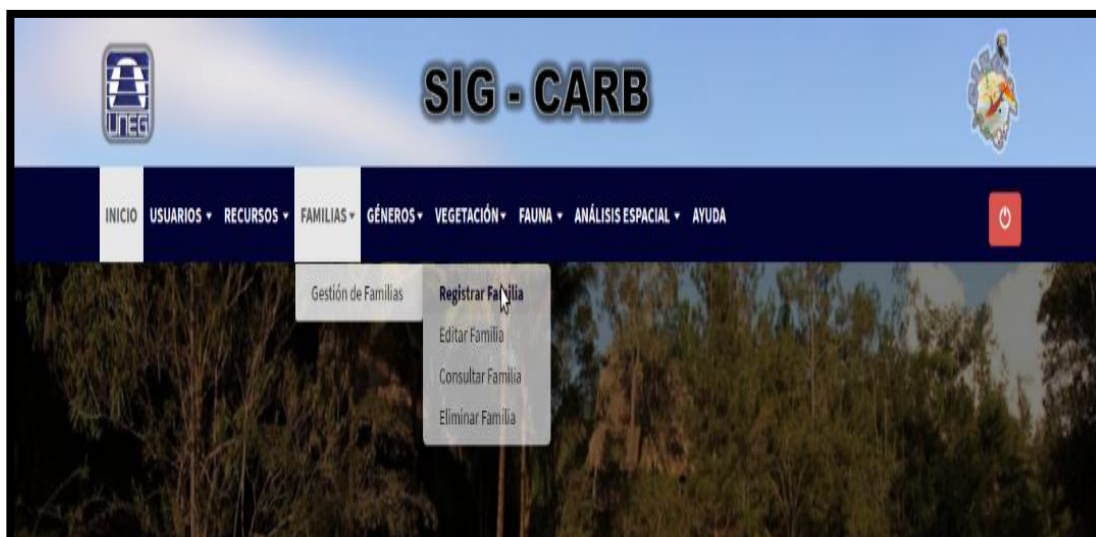 SIG - CARB
UNEG
INICIO USUARIOS RECURSOS FAMILIAS GÉNEROS VEGETACIÓN FAUNA ANÁLISIS ESPACIAL AYUDA
Gestión de Familias
Registrar Familia
Editar Familia
Consultar Familia
Eliminar Familia